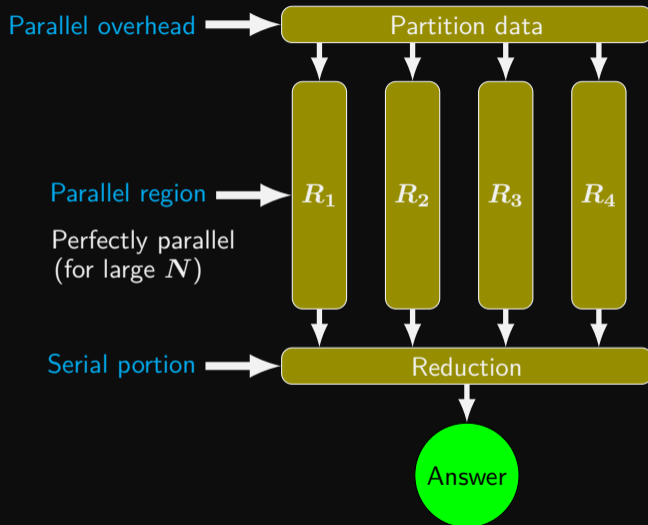 Parallel overhead
Partition data
Parallel region
R₁ R₂ R₃ R₄
Perfectly parallel
(for large N)
Serial portion
Reduction
Answer